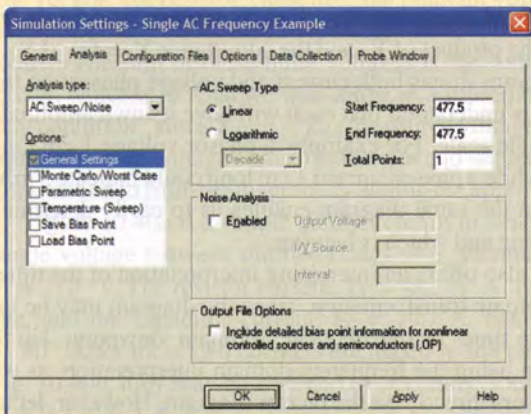 Simulation Settings - Single AC Frequency Example
General Analysis Configuration Files Options Data Collection Probe Window
Analysis type:
AC Sweep/Noise
Options:
General Settings
Monte Carlo/Worst Case
Parametric Sweep
Temperature (Sweep)
Save Bias Point
Load Bias Point
AC Sweep Type
Linear
Logarithmic
Decade
Start Frequency: 477.5
End Frequency: 477.5
Total Points: 1
Noise Analysis
Enabled
Output Voltage:
I/V Source:
Interval:
Output File Options
Include detailed bias point information for nonlinear
controlled sources and semiconductors (.OP)
OK Cancel Apply Help